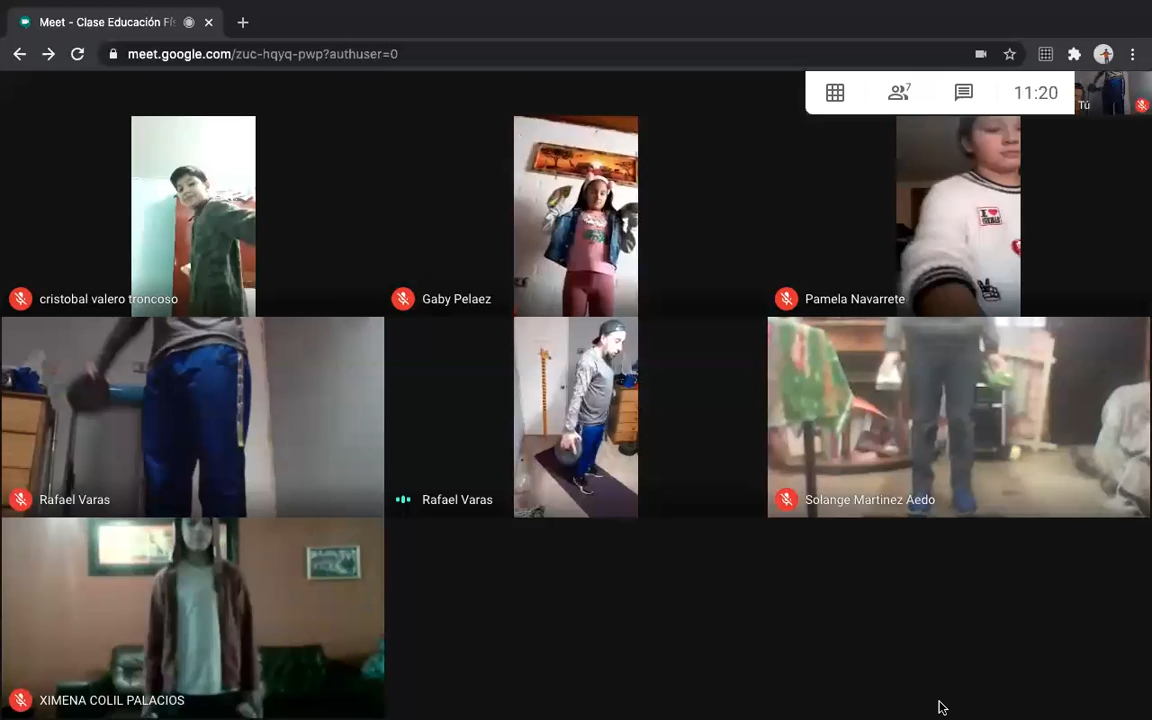 Meet - Clase Educación Fí
meet.google.com/zuc-hqyq-pwp?authuser=0
7
11:20
Tú
cristobal valero troncoso
Gaby Pelaez
Pamela Navarrete
Rafael Varas
Rafael Varas
Solange Martinez Aedo
XIMENA COLIL PALACIOS